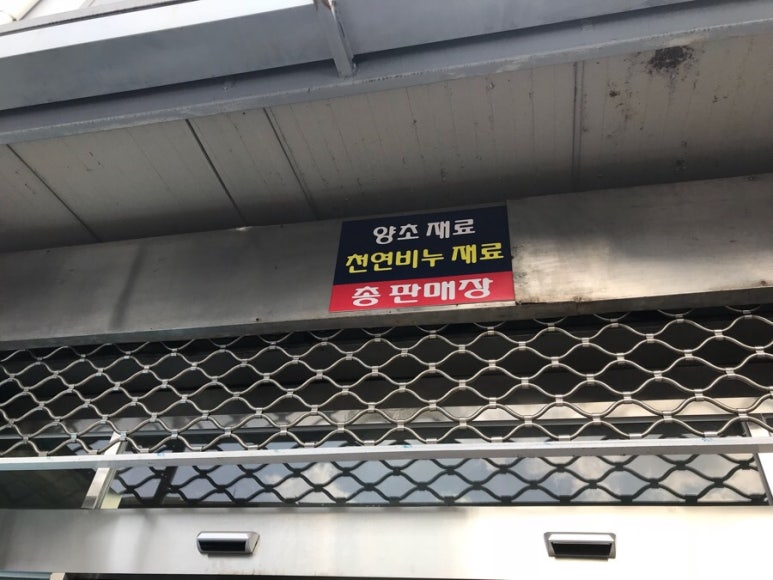 양초 재료
천연비누 재료
총 판매장